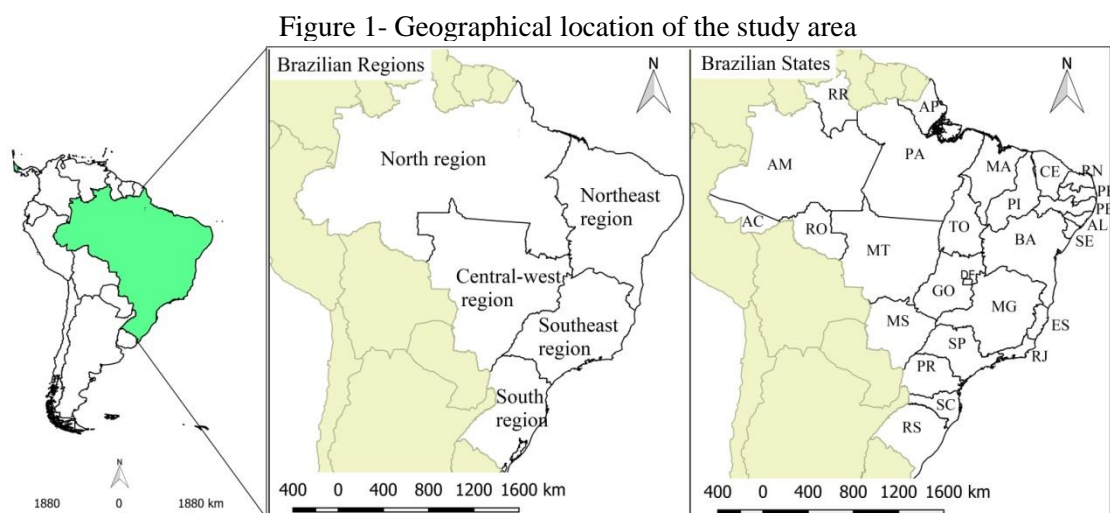 Figure 1- Geographical location of the study area
Brazilian Regions
N
North region
Northeast
region
Central-west
region
Southeast
region
South
region
400 0 400 800 1200 1600 km
Brazilian States
N
RR
AP
AM
PA
MA
CE
RN
PI
AL
SE
AC
RO
TO
BA
MT
DF
GO
MG
MS
ES
SP
RJ
PR
SC
RS
400 0 400 800 1200 1600 km
N
1880 0 1880 km